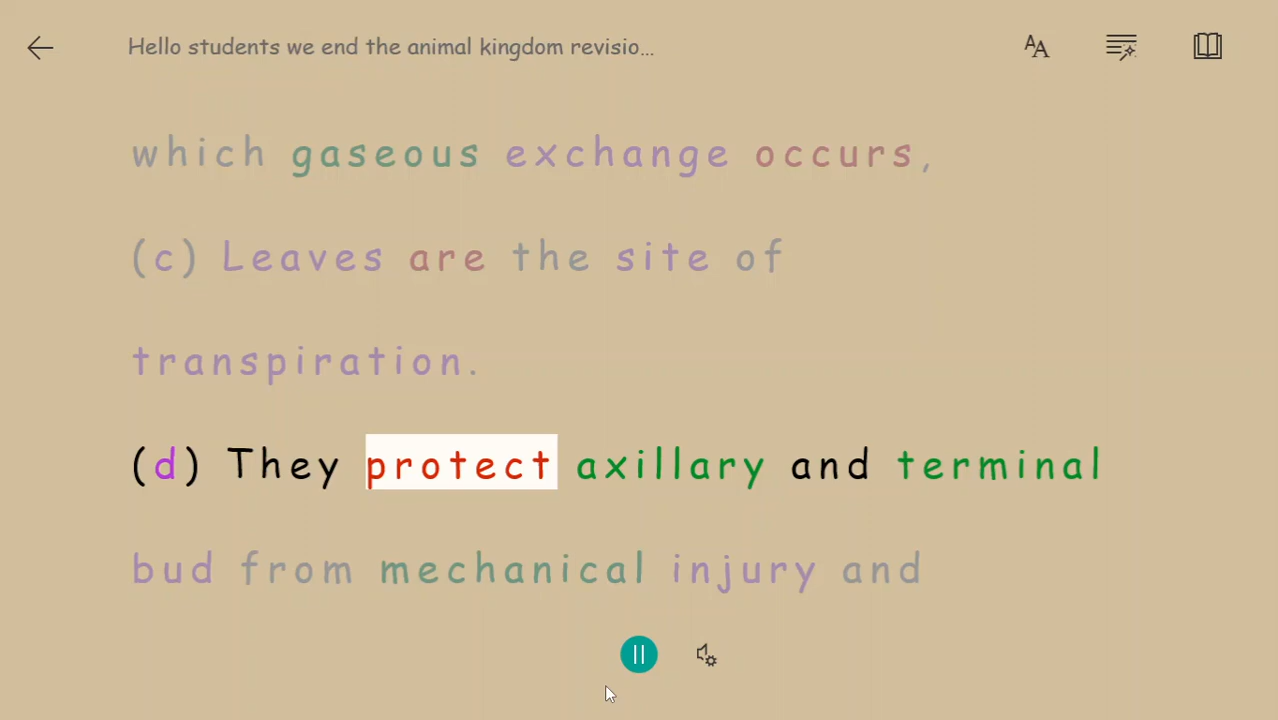 Hello students we end the animal kingdom revisio...
which gaseous exchange occurs,
(c) Leaves are the site of
transpiration.
(d) They protect axillary and terminal
bud from mechanical injury and